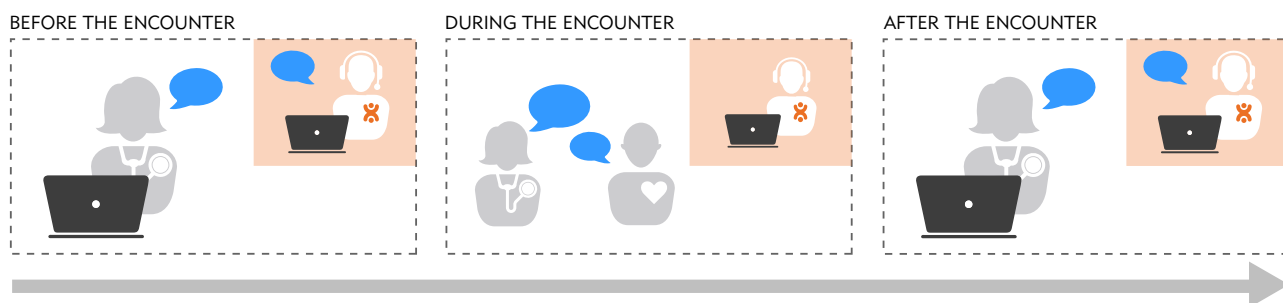 BEFORE THE ENCOUNTER
DURING THE ENCOUNTER
AFTER THE ENCOUNTER